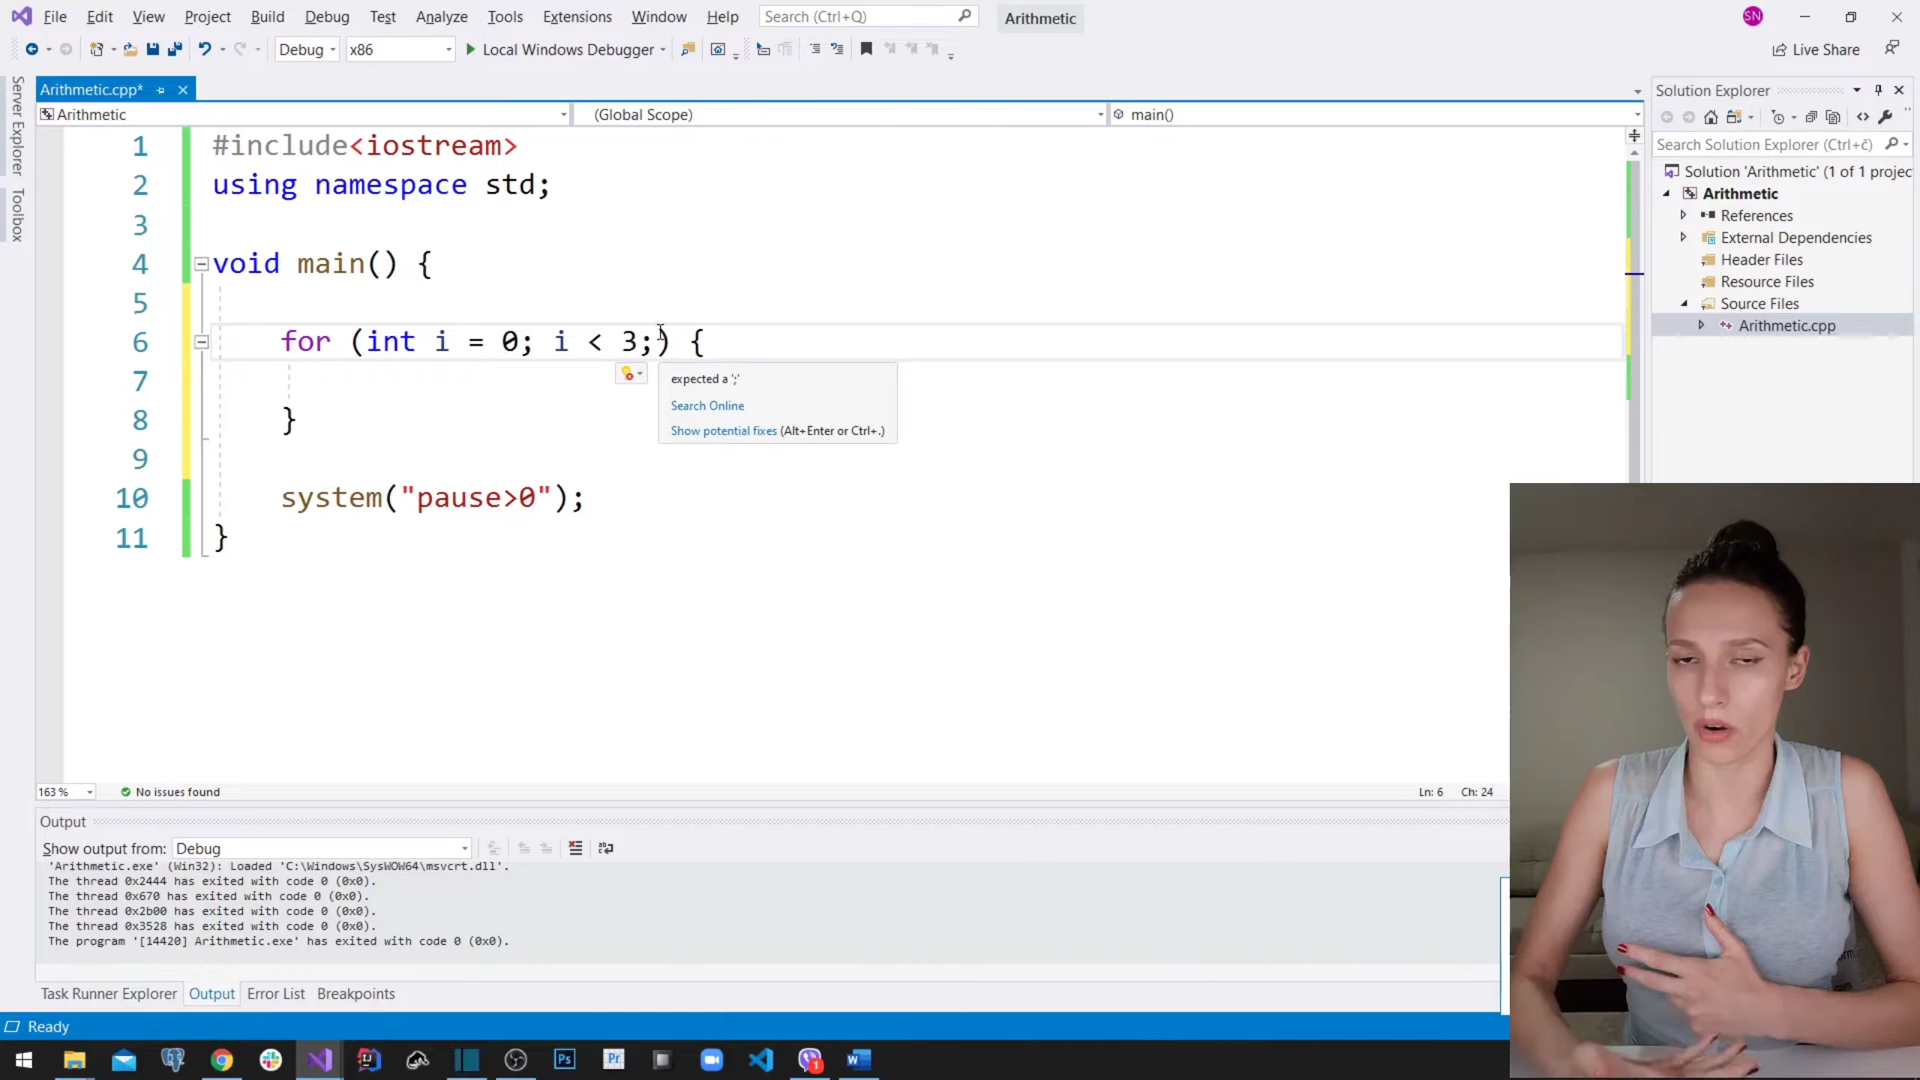 File Edit View Project Build Debug Test Analyze Tools Extensions Window Help Search (Ctrl+Q) Arithmetic SN
Debug x86 Local Windows Debugger Live Share
Server Explorer
Toolbox
Arithmetic.cpp*
Arithmetic (Global Scope) main()
1 #include<iostream>
2 using namespace std;
3
4 void main() {
5
6 for (int i = 0; i < 3;) {
7
8 }
9
10 system("pause>0");
11 }
expected a ';'
Search Online
Show potential fixes (Alt+Enter or Ctrl+.)
163 % No issues found Ln: 6 Ch: 24
Solution Explorer
Search Solution Explorer (Ctrl+č)
Solution 'Arithmetic' (1 of 1 projec
Arithmetic
References
External Dependencies
Header Files
Resource Files
Source Files
Arithmetic.cpp
Output
Show output from: Debug
'Arithmetic.exe' (Win32): Loaded 'C:\Windows\SysWOW64\msvcrt.dll'.
The thread 0x2444 has exited with code 0 (0x0).
The thread 0x670 has exited with code 0 (0x0).
The thread 0x2b00 has exited with code 0 (0x0).
The thread 0x3528 has exited with code 0 (0x0).
The program '[14420] Arithmetic.exe' has exited with code 0 (0x0).
Task Runner Explorer Output Error List Breakpoints
Ready
Ps Pr 1 W